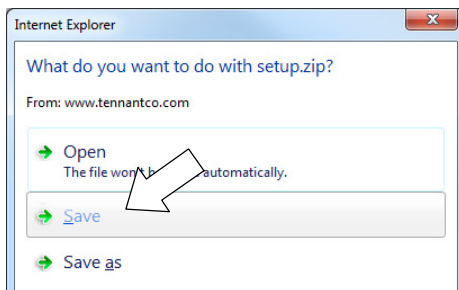 Internet Explorer
What do you want to do with setup.zip?
From: www.tennantco.com
Open
The file won't automatically.
Save
Save as